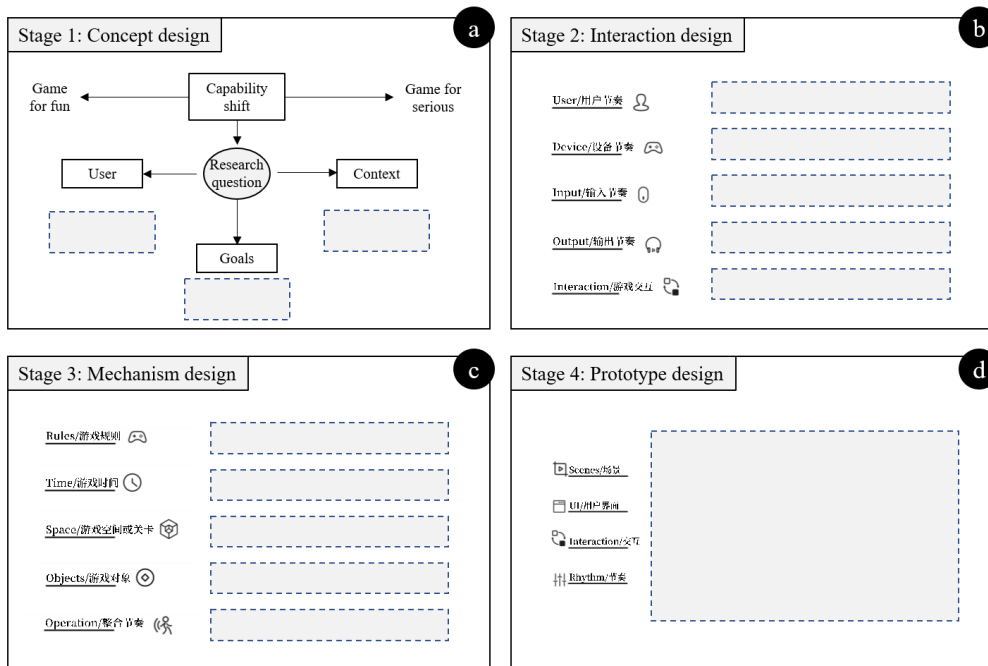 Stage 1: Concept design
a
Game
for fun
Capability
shift
Game for
serious
User
Research
question
Context
Goals
Stage 2: Interaction design
b
User/用户节奏
Device/设备节奏
Input/输入节奏
Output/输出节奏
Interaction/游戏交互
Stage 3: Mechanism design
c
Rules/游戏规则
Time/游戏时间
Space/游戏空间或关卡
Objects/游戏对象
Operation/整合节奏
Stage 4: Prototype design
d
Scenes/场景
UI/用户界面
Interaction/交互
Rhythm/节奏